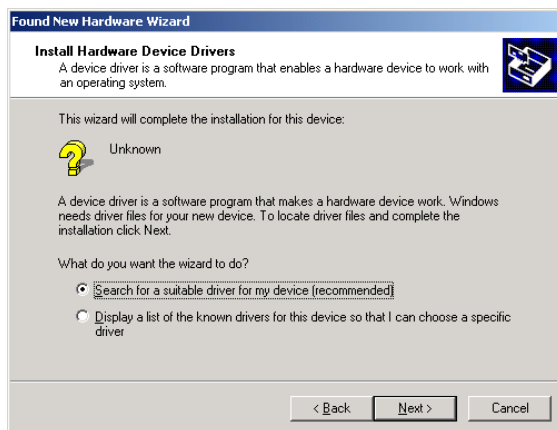 Found New Hardware Wizard
Install Hardware Device Drivers
A device driver is a software program that enables a hardware device to work with
an operating system.
This wizard will complete the installation for this device:
Unknown
A device driver is a software program that makes a hardware device work. Windows
needs driver files for your new device. To locate driver files and complete the
installation click Next.
What do you want the wizard to do?
Search for a suitable driver for my device (recommended)
Display a list of the known drivers for this device so that I can choose a specific
driver
< Back Next > Cancel